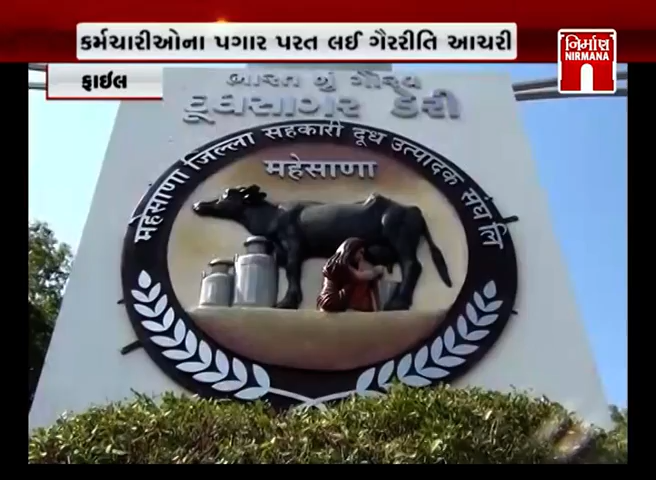 કર્મચારીઓના પગાર પરત લઈ ગૈરરીતિ આચરી
निर्माण
NIRMANA
ફાઈલ
ભારત નું ગૌરવ
દૂધસાગર ડેરી
महेसाणा जिल्ला सहकारी दूध उत्पादक संघ लि.
महेसाणा